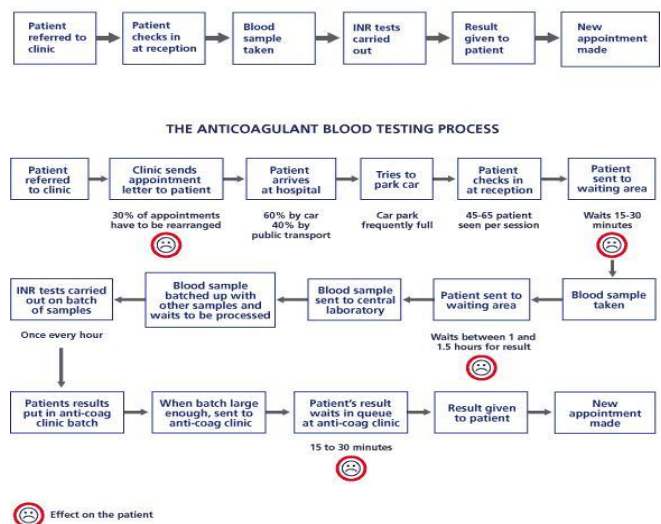 Patient
referred to
clinic
Patient
checks in
at reception
Blood
sample
taken
INR tests
carried
out
Result
given to
patient
New
appointment
made
THE ANTICOAGULANT BLOOD TESTING PROCESS
Patient
referred
to clinic
Clinic sends
appointment
letter to patient
Patient
arrives
at hospital
Tries to
park car
Patient
checks in
at reception
Patient
sent to
waiting area
30% of appointments
have to be rearranged
60% by car
40% by
public transport
Car park
frequently full
45-65 patient
seen per session
Waits 15-30
minutes
Blood sample
taken
Patient sent to
waiting area
Waits between 1 and
1.5 hours for result
Blood sample
sent to central
laboratory
Blood sample
batched up with
other samples and
waits to be processed
INR tests carried
out on batch
of samples
Once every hour
Patients results
put in anti-coag
clinic batch
When batch large
enough, sent to
anti-coag clinic
Patient's result
waits in queue
at anti-coag clinic
15 to 30 minutes
Result given
to patient
New
appointment
made
Effect on the patient